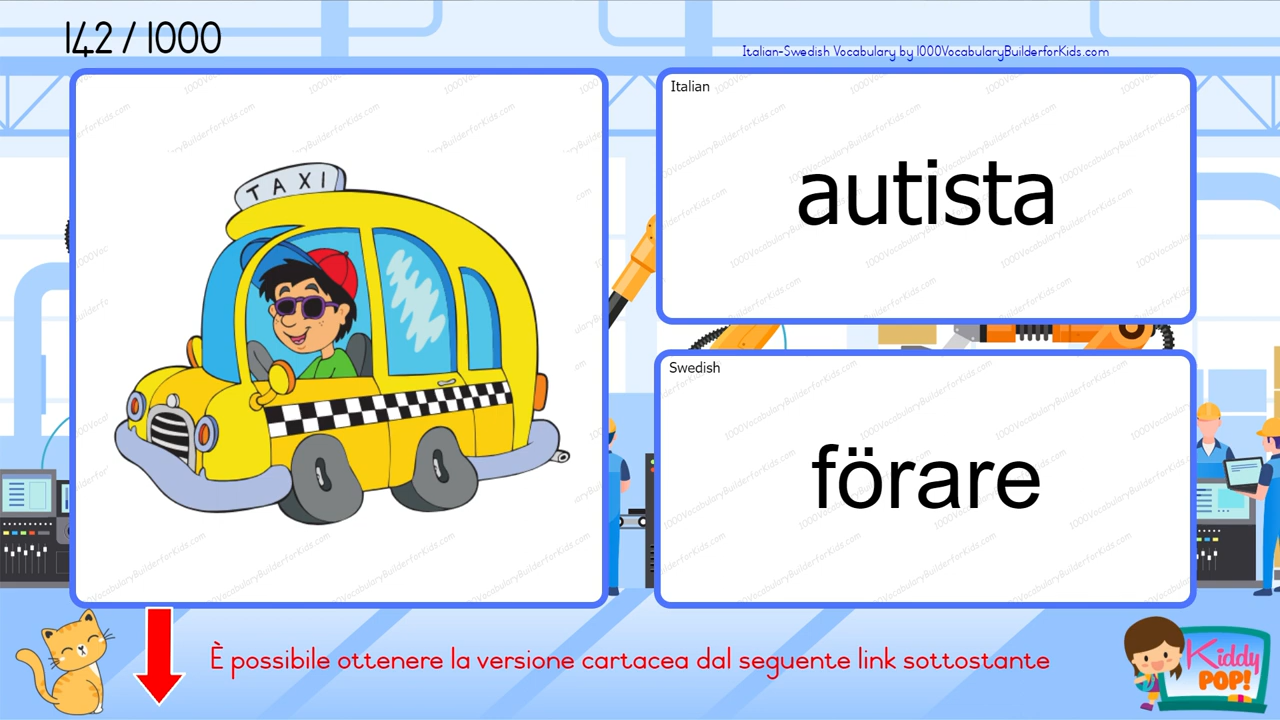 142 / 1000
Italian-Swedish Vocabulary by 1000VocabularyBuilderforKids.com
TAXI
Italian
autista
Swedish
förare
È possibile ottenere la versione cartacea dal seguente link sottostante
Kiddy
POP!